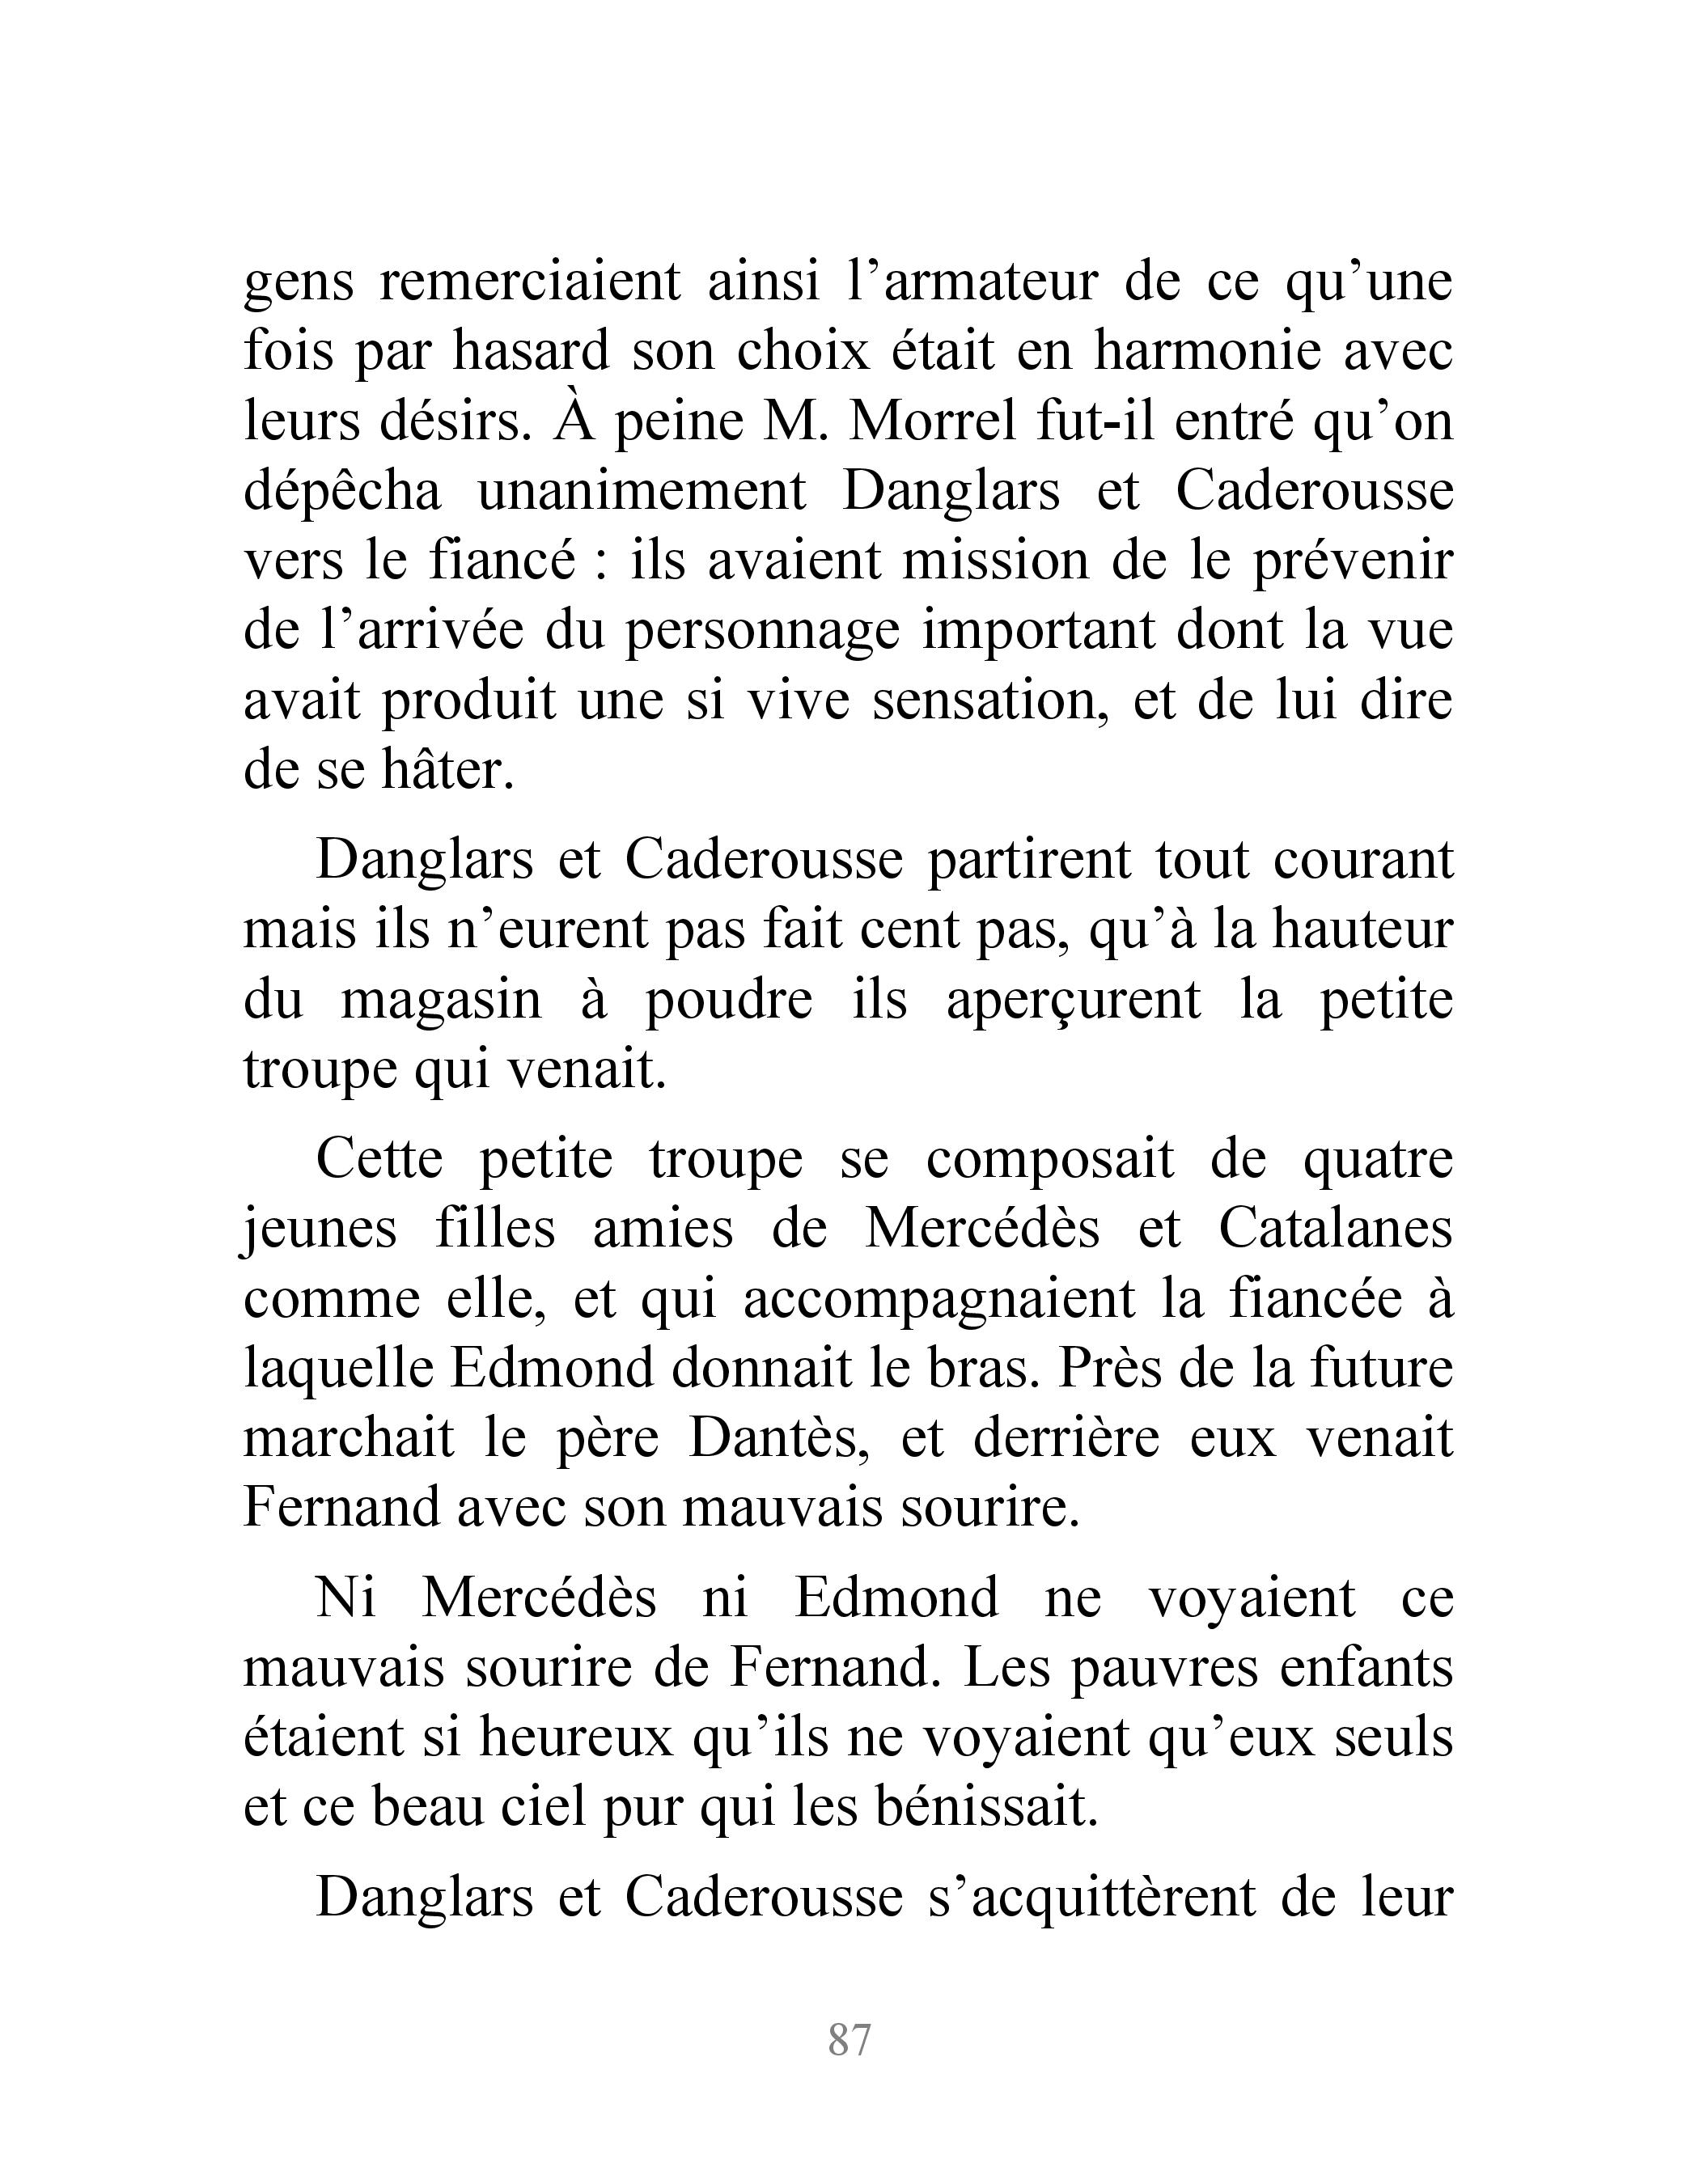 gens remerciaient ainsi l’armateur de ce qu’une
fois par hasard son choix était en harmonie avec
leurs désirs. À peine M. Morrel fut-il entré qu’on
dépêcha unanimement Danglars et Caderousse
vers le fiancé : ils avaient mission de le prévenir
de l’arrivée du personnage important dont la vue
avait produit une si vive sensation, et de lui dire
de se hâter.
Danglars et Caderousse partirent tout courant
mais ils n’eurent pas fait cent pas, qu’à la hauteur
du magasin à poudre ils aperçurent la petite
troupe qui venait.
Cette petite troupe se composait de quatre
jeunes filles amies de Mercédès et Catalanes
comme elle, et qui accompagnaient la fiancée à
laquelle Edmond donnait le bras. Près de la future
marchait le père Dantès, et derrière eux venait
Fernand avec son mauvais sourire.
Ni Mercédès ni Edmond ne voyaient ce
mauvais sourire de Fernand. Les pauvres enfants
étaient si heureux qu’ils ne voyaient qu’eux seuls
et ce beau ciel pur qui les bénissait.
Danglars et Caderousse s’acquittèrent de leur
87